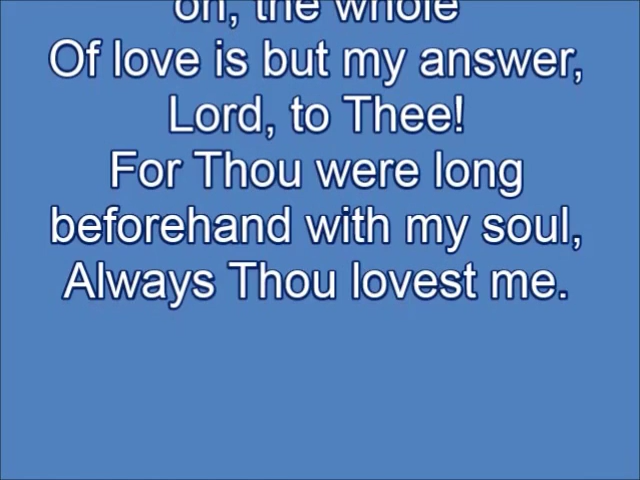 oh, the whole
Of love is but my answer,
Lord, to Thee!
For Thou were long
beforehand with my soul,
Always Thou lovest me.